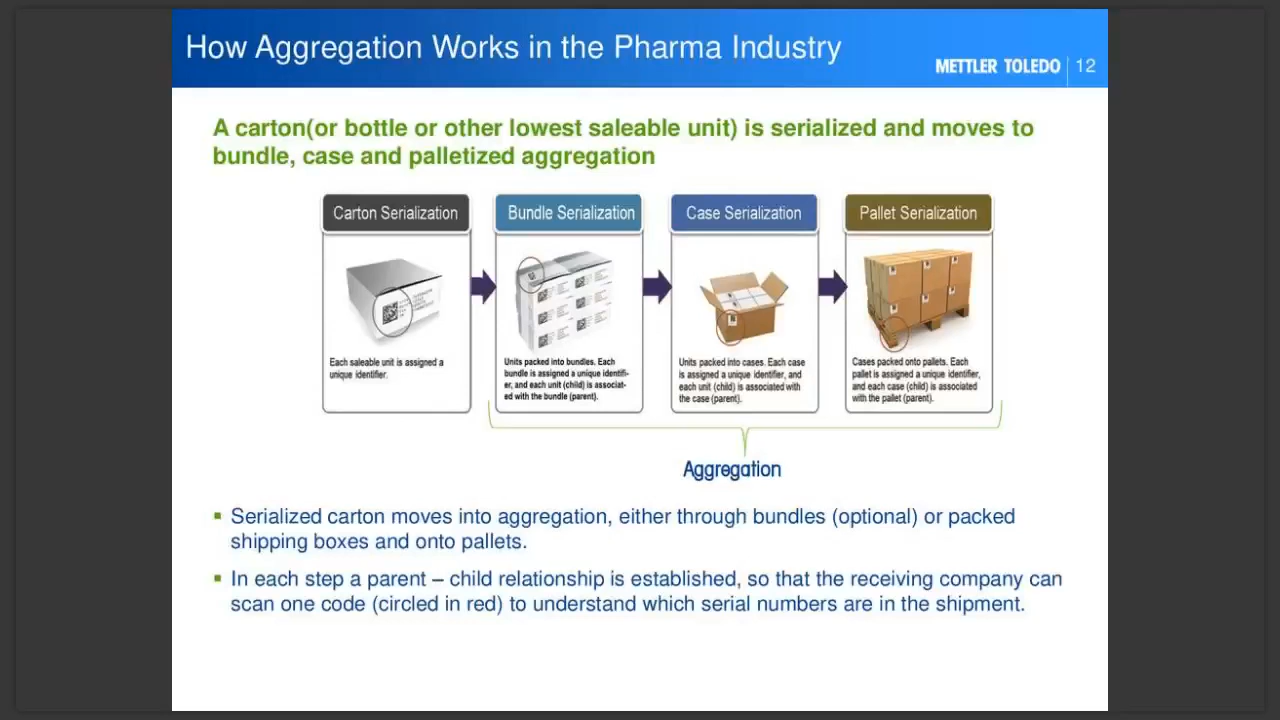 How Aggregation Works in the Pharma Industry
METTLER TOLEDO 12
A carton(or bottle or other lowest saleable unit) is serialized and moves to
bundle, case and palletized aggregation
Carton Serialization
Each saleable unit is assigned a
unique identifier.
Bundle Serialization
Units packed into bundles. Each
bundle is assigned a unique identifi-
er, and each unit (child) is associat-
ed with the bundle (parent).
Case Serialization
Units packed into cases. Each case
is assigned a unique identifier, and
each unit (child) is associated with
the case (parent).
Pallet Serialization
Cases packed onto pallets. Each
pallet is assigned a unique identifier,
and each case (child) is associated
with the pallet (parent).
Aggregation
Serialized carton moves into aggregation, either through bundles (optional) or packed
shipping boxes and onto pallets.
In each step a parent – child relationship is established, so that the receiving company can
scan one code (circled in red) to understand which serial numbers are in the shipment.